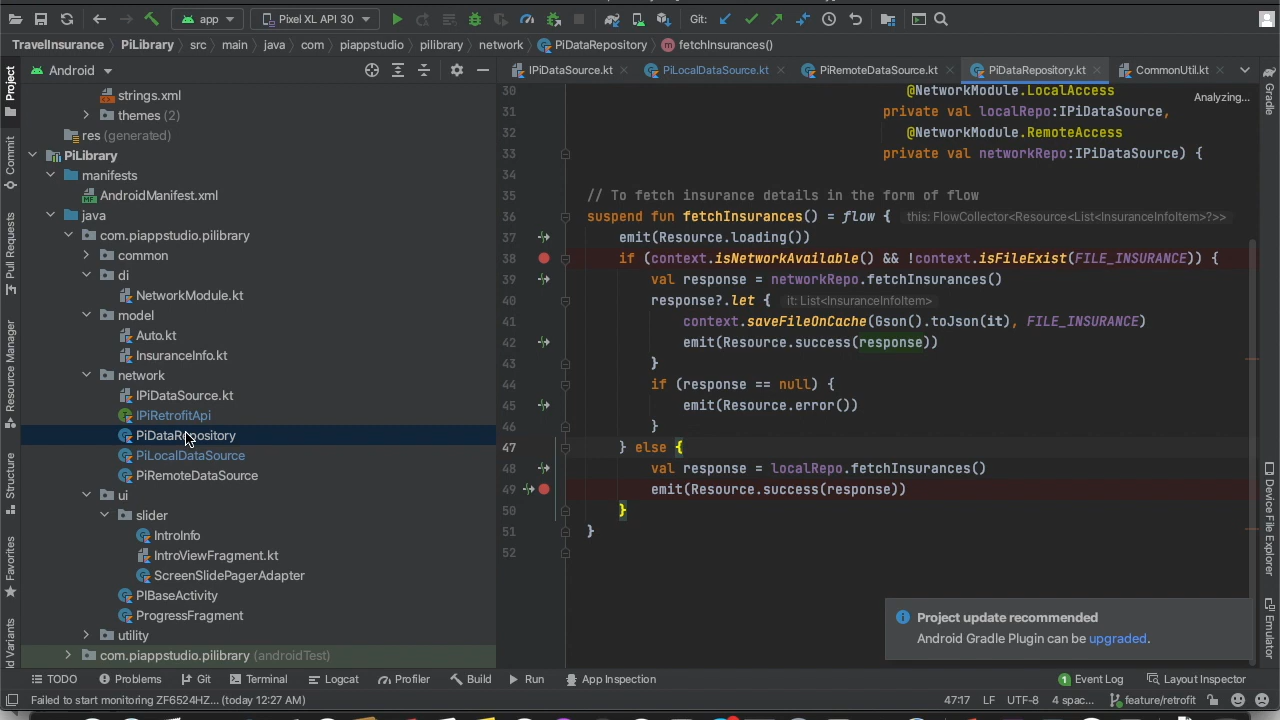 app
Pixel XL API 30
Git:
TravelInsurance
PiLibrary
src
main
java
com
piappstudio
pilibrary
network
PiDataRepository
fetchInsurances()
Android
IPiDataSource.kt
PiLocalDataSource.kt
PiRemoteDataSource.kt
PiDataRepository.kt
CommonUtil.kt
Project
Commit
Pull Requests
Resource Manager
Structure
Favorites
ld Variants
strings.xml
themes (2)
res (generated)
PiLibrary
manifests
AndroidManifest.xml
java
com.piappstudio.pilibrary
common
di
NetworkModule.kt
model
Auto.kt
InsuranceInfo.kt
network
IPiDataSource.kt
IPiRetrofitApi
PiDataRepository
PiLocalDataSource
PiRemoteDataSource
ui
slider
IntroInfo
IntroViewFragment.kt
ScreenSlidePagerAdapter
PIBaseActivity
ProgressFragment
utility
com.piappstudio.pilibrary (androidTest)
Analyzing...
30 @NetworkModule.LocalAccess
31 private val localRepo:IPiDataSource,
32 @NetworkModule.RemoteAccess
33 private val networkRepo:IPiDataSource) {
34
35 // To fetch insurance details in the form of flow
36 suspend fun fetchInsurances() = flow { this: FlowCollector<Resource<List<InsuranceInfoItem>?>>
37 emit(Resource.loading())
38 if (context.isNetworkAvailable() && !context.isFileExist(FILE_INSURANCE)) {
39 val response = networkRepo.fetchInsurances()
40 response?.let { it: List<InsuranceInfoItem>
41 context.saveFileOnCache(Gson().toJson(it), FILE_INSURANCE)
42 emit(Resource.success(response))
43 }
44 if (response == null) {
45 emit(Resource.error())
46 }
47 } else {
48 val response = localRepo.fetchInsurances()
49 emit(Resource.success(response))
50 }
51 }
52
Project update recommended
Android Gradle Plugin can be upgraded.
Gradle
Device File Explorer
Emulator
TODO
Problems
Git
Terminal
Logcat
Profiler
Build
Run
App Inspection
1 Event Log
Layout Inspector
Failed to start monitoring ZF6524HZ... (today 12:27 AM)
47:17
LF
UTF-8
4 spac...
feature/retrofit